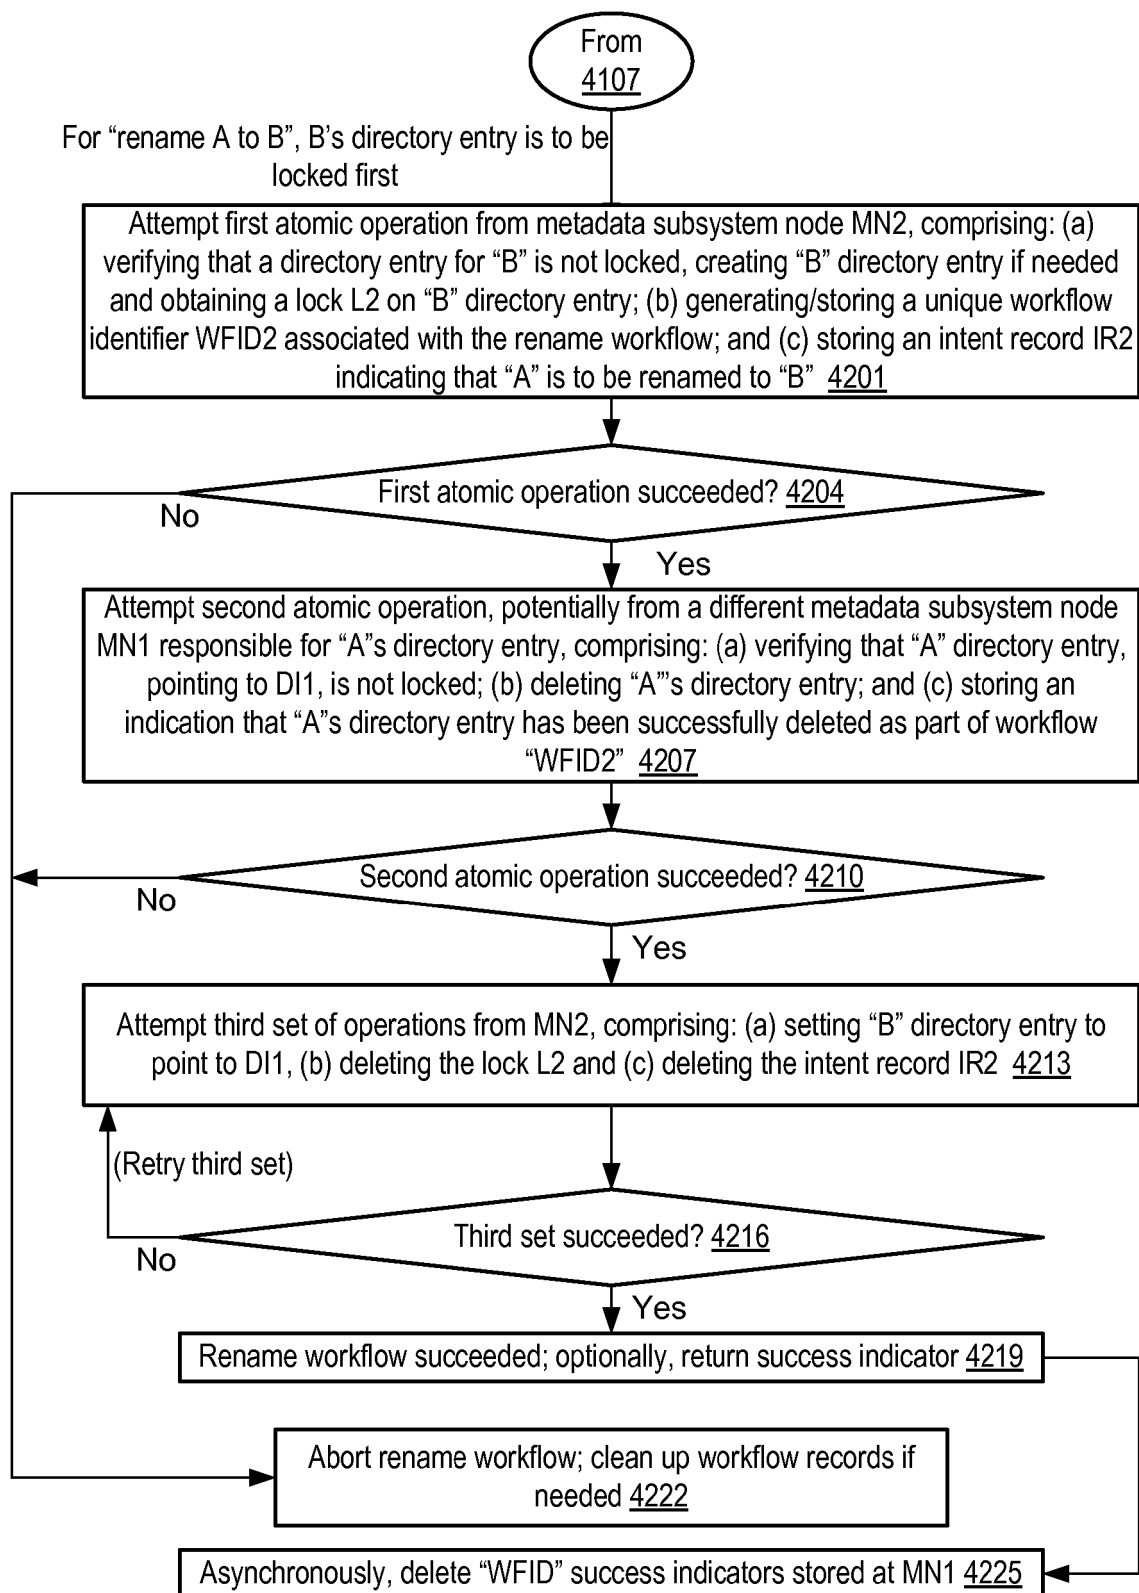 From
4107
For “rename A to B”, B’s directory entry is to be
locked first
Attempt first atomic operation from metadata subsystem node MN2, comprising: (a)
verifying that a directory entry for “B” is not locked, creating “B” directory entry if needed
and obtaining a lock L2 on “B” directory entry; (b) generating/storing a unique workflow
identifier WFID2 associated with the rename workflow; and (c) storing an intent record IR2
indicating that “A” is to be renamed to “B” 4201
First atomic operation succeeded? 4204
No
Yes
Attempt second atomic operation, potentially from a different metadata subsystem node
MN1 responsible for “A”s directory entry, comprising: (a) verifying that “A” directory entry,
pointing to DI1, is not locked; (b) deleting “A”’s directory entry; and (c) storing an
indication that “A”s directory entry has been successfully deleted as part of workflow
“WFID2” 4207
Second atomic operation succeeded? 4210
No
Yes
Attempt third set of operations from MN2, comprising: (a) setting “B” directory entry to
point to DI1, (b) deleting the lock L2 and (c) deleting the intent record IR2 4213
(Retry third set)
Third set succeeded? 4216
No
Yes
Rename workflow succeeded; optionally, return success indicator 4219
Abort rename workflow; clean up workflow records if
needed 4222
Asynchronously, delete “WFID” success indicators stored at MN1 4225